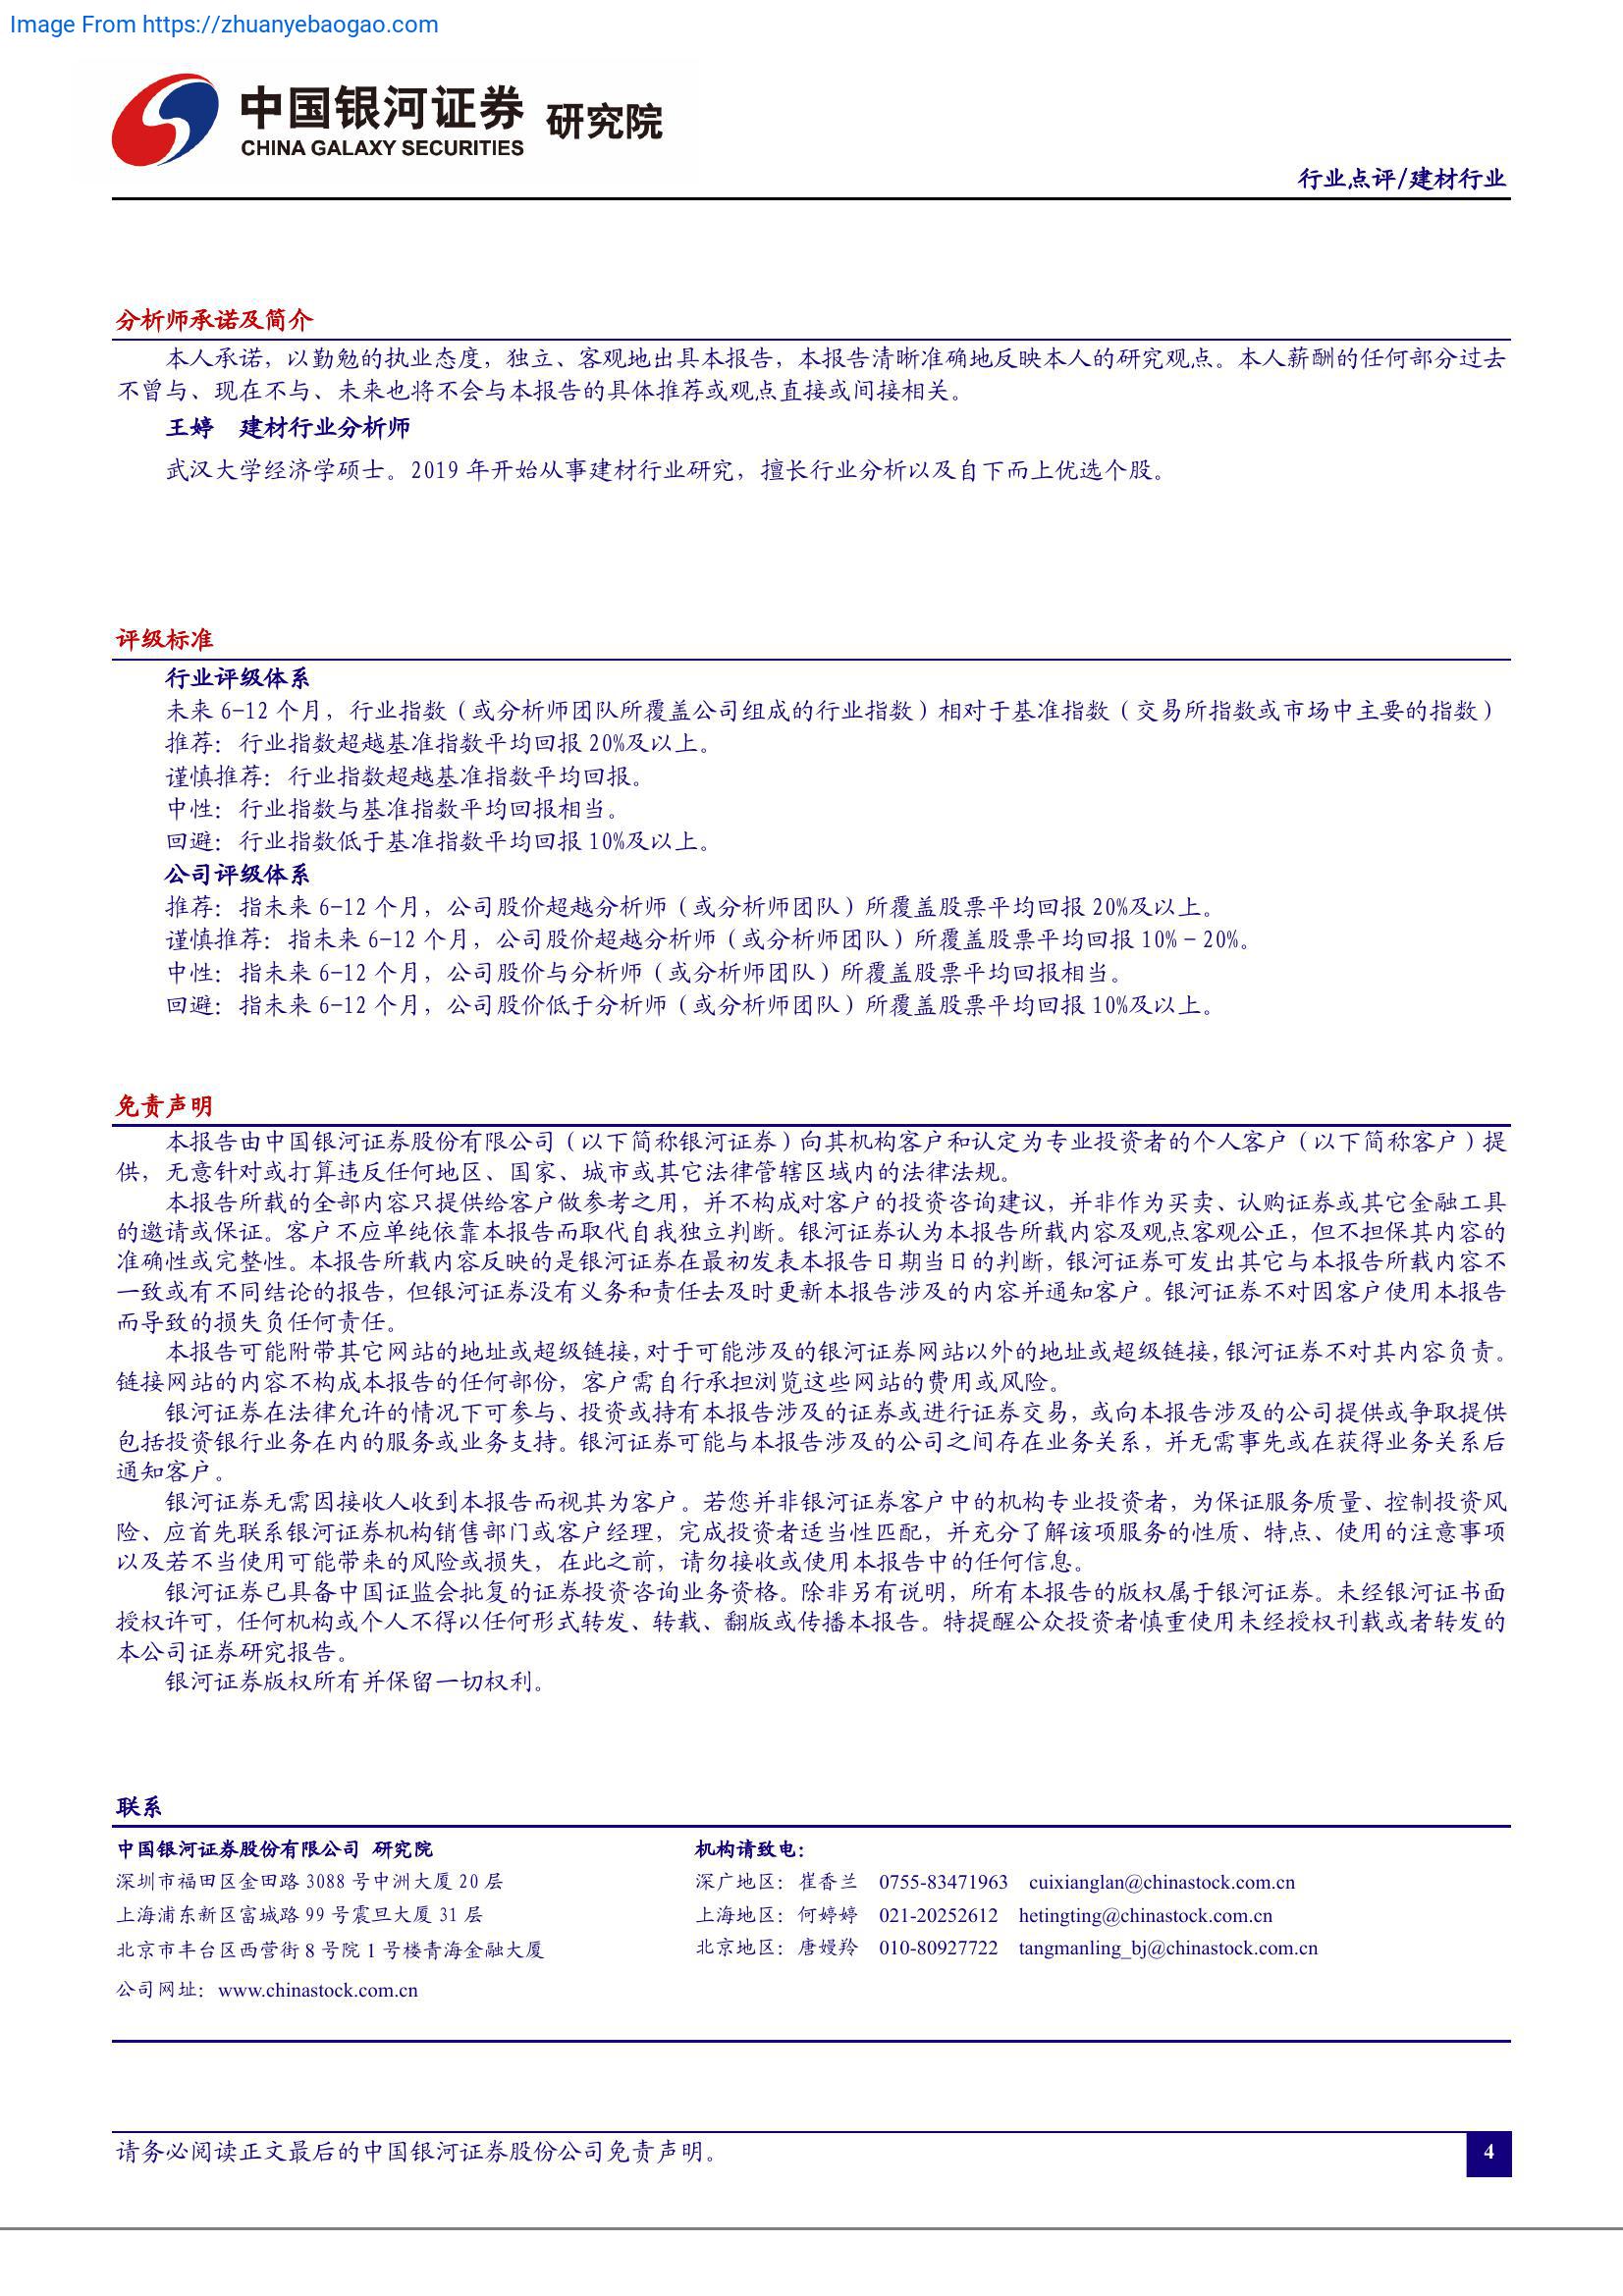 Image From https://zhuanyebaogao.com
中国银河证券 研究院
CHINA GALAXY SECURITIES
行业点评/建材行业
分析师承诺及简介
本人承诺，以勤勉的执业态度，独立、客观地出具本报告，本报告清晰准确地反映本人的研究观点。本人薪酬的任何部分过去
不曾与、现在不与、未来也将不会与本报告的具体推荐或观点直接或间接相关。
王婷 建材行业分析师
武汉大学经济学硕士。2019 年开始从事建材行业研究，擅长行业分析以及自下而上优选个股。
评级标准
行业评级体系
未来 6-12 个月，行业指数（或分析师团队所覆盖公司组成的行业指数）相对于基准指数（交易所指数或市场中主要的指数）
推荐：行业指数超越基准指数平均回报 20%及以上。
谨慎推荐：行业指数超越基准指数平均回报。
中性：行业指数与基准指数平均回报相当。
回避：行业指数低于基准指数平均回报 10%及以上。
公司评级体系
推荐：指未来 6-12 个月，公司股价超越分析师（或分析师团队）所覆盖股票平均回报 20%及以上。
谨慎推荐：指未来 6-12 个月，公司股价超越分析师（或分析师团队）所覆盖股票平均回报 10%－20%。
中性：指未来 6-12 个月，公司股价与分析师（或分析师团队）所覆盖股票平均回报相当。
回避：指未来 6-12 个月，公司股价低于分析师（或分析师团队）所覆盖股票平均回报 10%及以上。
免责声明
本报告由中国银河证券股份有限公司（以下简称银河证券）向其机构客户和认定为专业投资者的个人客户（以下简称客户）提
供，无意针对或打算违反任何地区、国家、城市或其它法律管辖区域内的法律法规。
本报告所载的全部内容只提供给客户做参考之用，并不构成对客户的投资咨询建议，并非作为买卖、认购证券或其它金融工具
的邀请或保证。客户不应单纯依靠本报告而取代自我独立判断。银河证券认为本报告所载内容及观点客观公正，但不担保其内容的
准确性或完整性。本报告所载内容反映的是银河证券在最初发表本报告日期当日的判断，银河证券可发出其它与本报告所载内容不
一致或有不同结论的报告，但银河证券没有义务和责任去及时更新本报告涉及的内容并通知客户。银河证券不对因客户使用本报告
而导致的损失负任何责任。
本报告可能附带其它网站的地址或超级链接，对于可能涉及的银河证券网站以外的地址或超级链接，银河证券不对其内容负责。
链接网站的内容不构成本报告的任何部份，客户需自行承担浏览这些网站的费用或风险。
银河证券在法律允许的情况下可参与、投资或持有本报告涉及的证券或进行证券交易，或向本报告涉及的公司提供或争取提供
包括投资银行业务在内的服务或业务支持。银河证券可能与本报告涉及的公司之间存在业务关系，并无需事先或在获得业务关系后
通知客户。
银河证券无需因接收人收到本报告而视其为客户。若您并非银河证券客户中的机构专业投资者，为保证服务质量、控制投资风
险、应首先联系银河证券机构销售部门或客户经理，完成投资者适当性匹配，并充分了解该项服务的性质、特点、使用的注意事项
以及若不当使用可能带来的风险或损失，在此之前，请勿接收或使用本报告中的任何信息。
银河证券已具备中国证监会批复的证券投资咨询业务资格。除非另有说明，所有本报告的版权属于银河证券。未经银河证书面
授权许可，任何机构或个人不得以任何形式转发、转载、翻版或传播本报告。特提醒公众投资者慎重使用未经授权刊载或者转发的
本公司证券研究报告。
银河证券版权所有并保留一切权利。
联系
中国银河证券股份有限公司 研究院 机构请致电：
深圳市福田区金田路 3088 号中洲大厦 20 层 深广地区：崔香兰 0755-83471963 cuixianglan@chinastock.com.cn
上海浦东新区富城路 99 号震旦大厦 31 层 上海地区：何婷婷 021-20252612 hetingting@chinastock.com.cn
北京市丰台区西营街 8 号院 1 号楼青海金融大厦 北京地区：唐嫚羚 010-80927722 tangmanling_bj@chinastock.com.cn
公司网址：www.chinastock.com.cn
请务必阅读正文最后的中国银河证券股份公司免责声明。 4